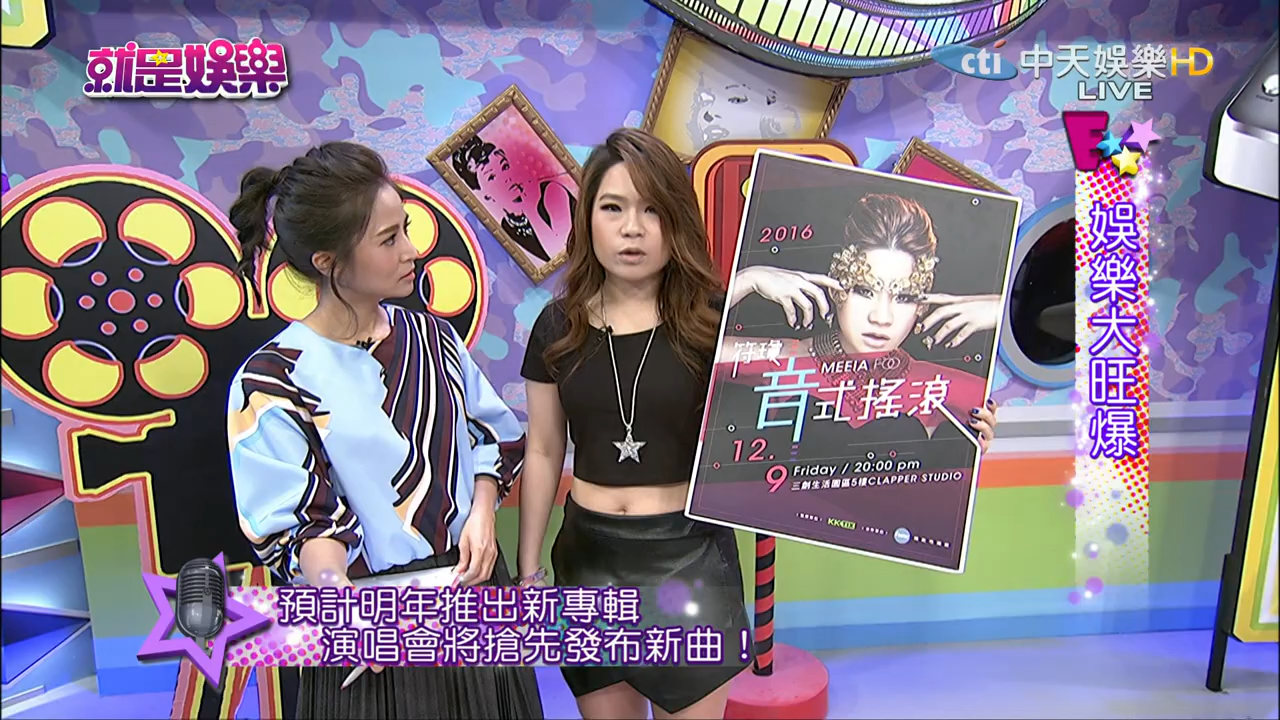 就是娛樂
cti 中天娛樂HD
LIVE
娛樂大旺爆
2016
符瓊
MEEIA FOO
音式搖滾
12.
9 Friday / 20:00 pm
三創生活園區5樓CLAPPER STUDIO
預計明年推出新專輯
演唱會將搶先發布新曲！